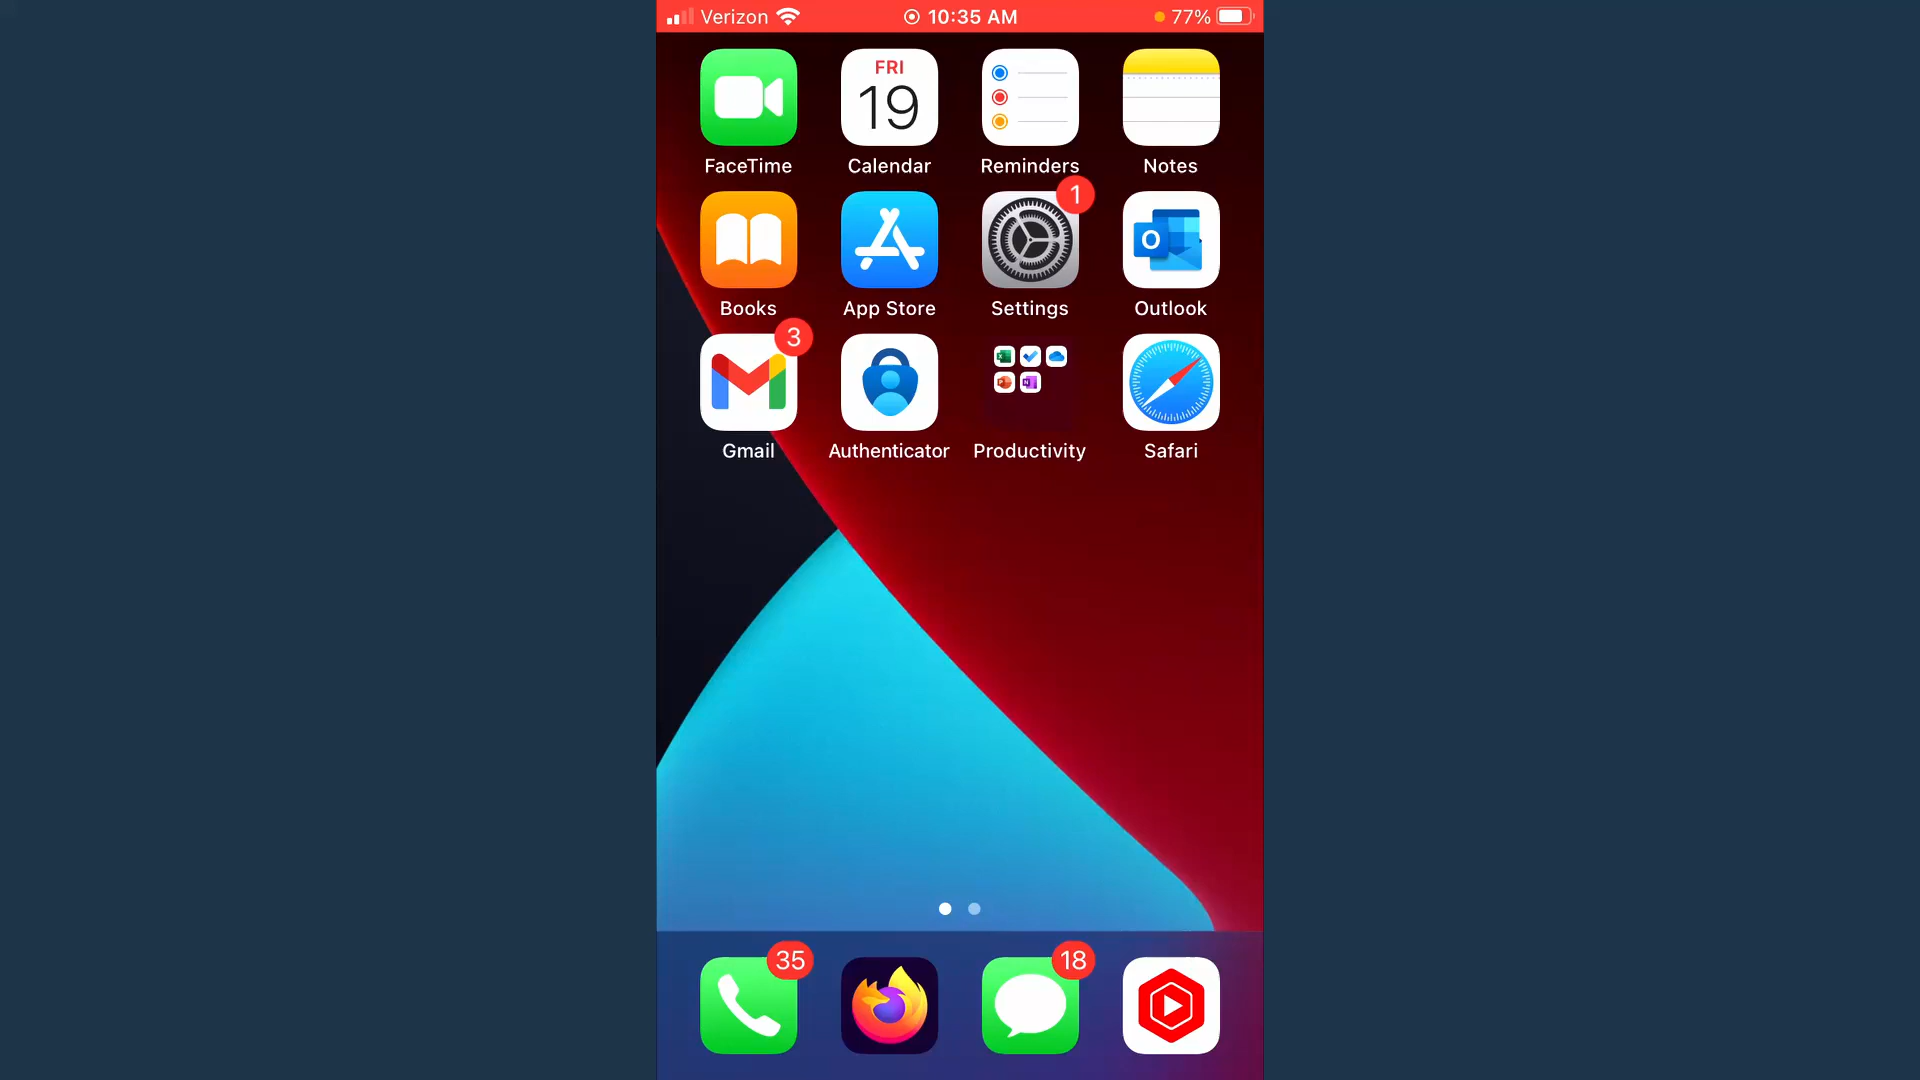 Verizon 10:35 AM 77%
FRI
19
FaceTime Calendar Reminders Notes
1
O
Books App Store Settings Outlook
3
Gmail Authenticator Productivity Safari
35 18